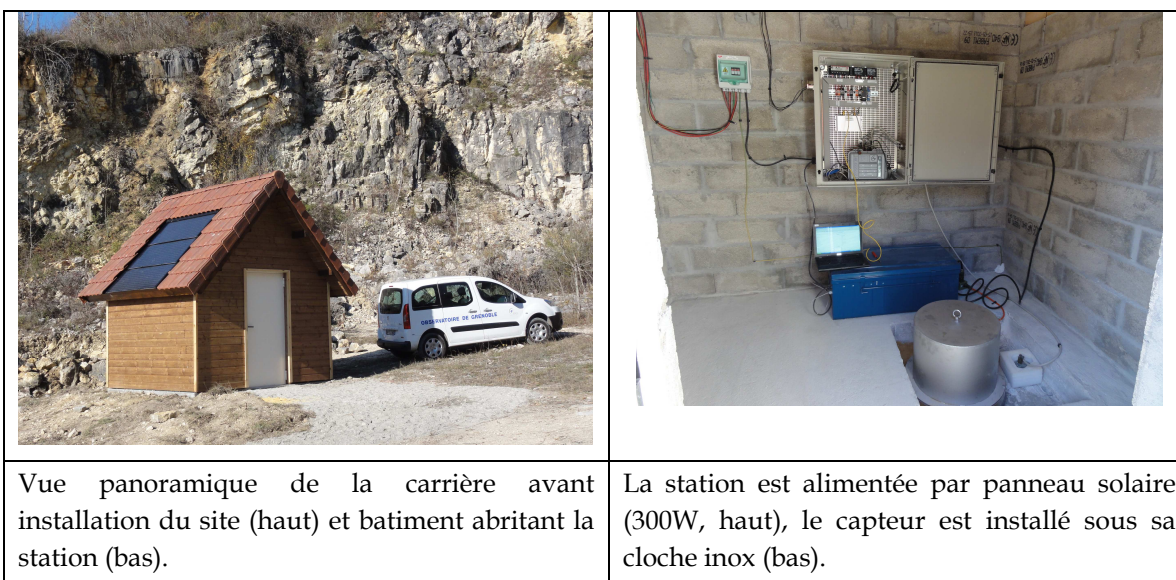 OBSERVATOIRE DE GRENOBLE
Vue panoramique de la carrière avant
installation du site (haut) et batiment abritant la
station (bas).
La station est alimentée par panneau solaire
(300W, haut), le capteur est installé sous sa
cloche inox (bas).